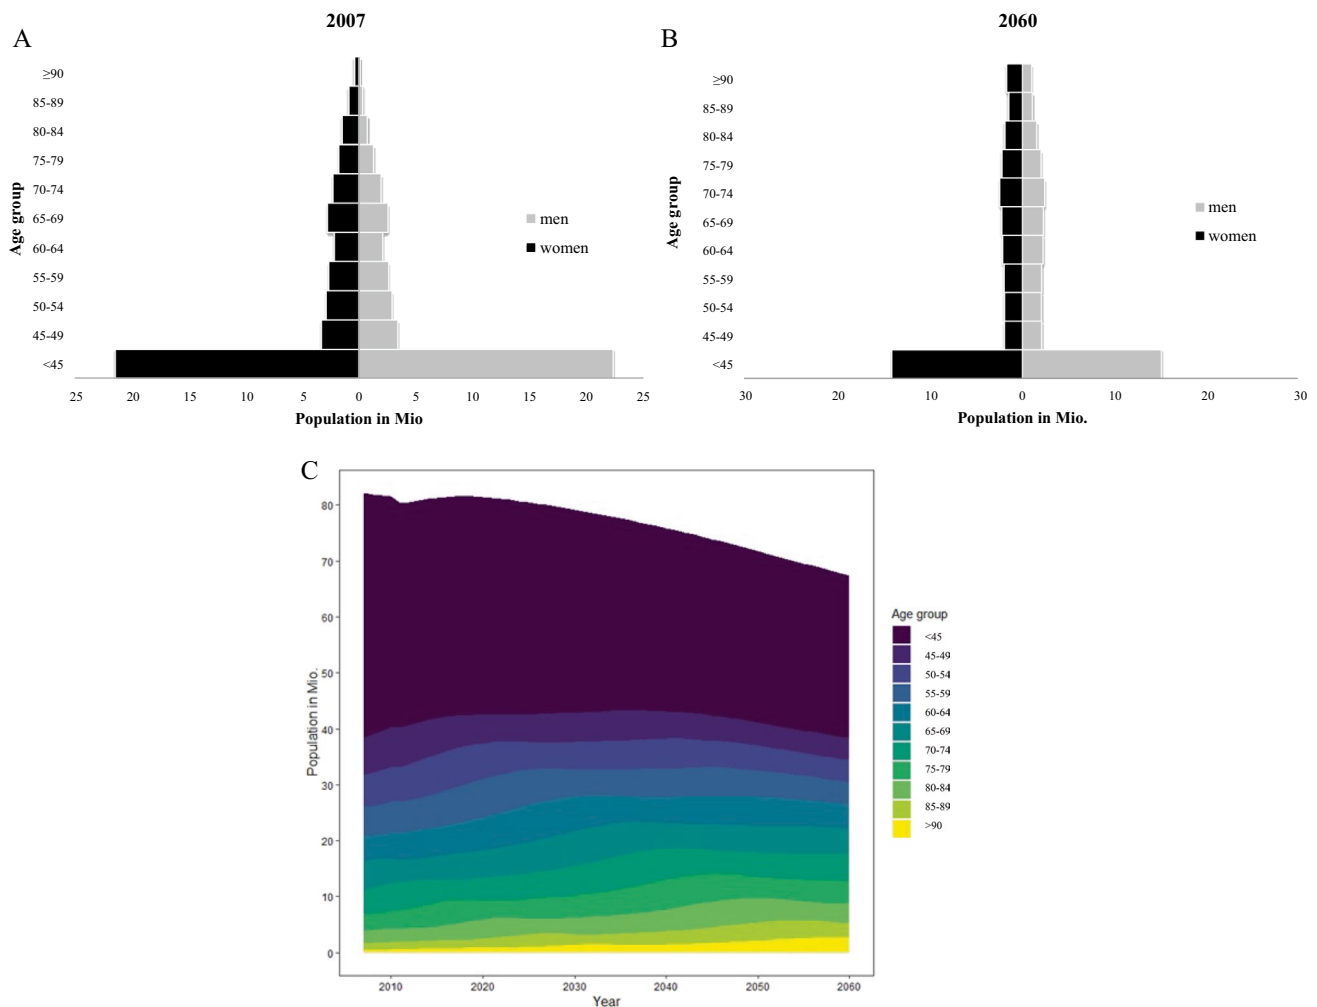 2007
A
Age group
≥90
85-89
80-84
75-79
70-74
65-69
60-64
55-59
50-54
45-49
<45
25 20 15 10 5 0 5 10 15 20 25
Population in Mio
men
women
2060
B
Age group
≥90
85-89
80-84
75-79
70-74
65-69
60-64
55-59
50-54
45-49
<45
30 20 10 0 10 20 30
Population in Mio.
men
women
C
Population in Mio.
80
70
60
50
40
30
20
10
0
2010 2020 2030 2040 2050 2060
Year
Age group
<45
45-49
50-54
55-59
60-64
65-69
70-74
75-79
80-84
85-89
>90